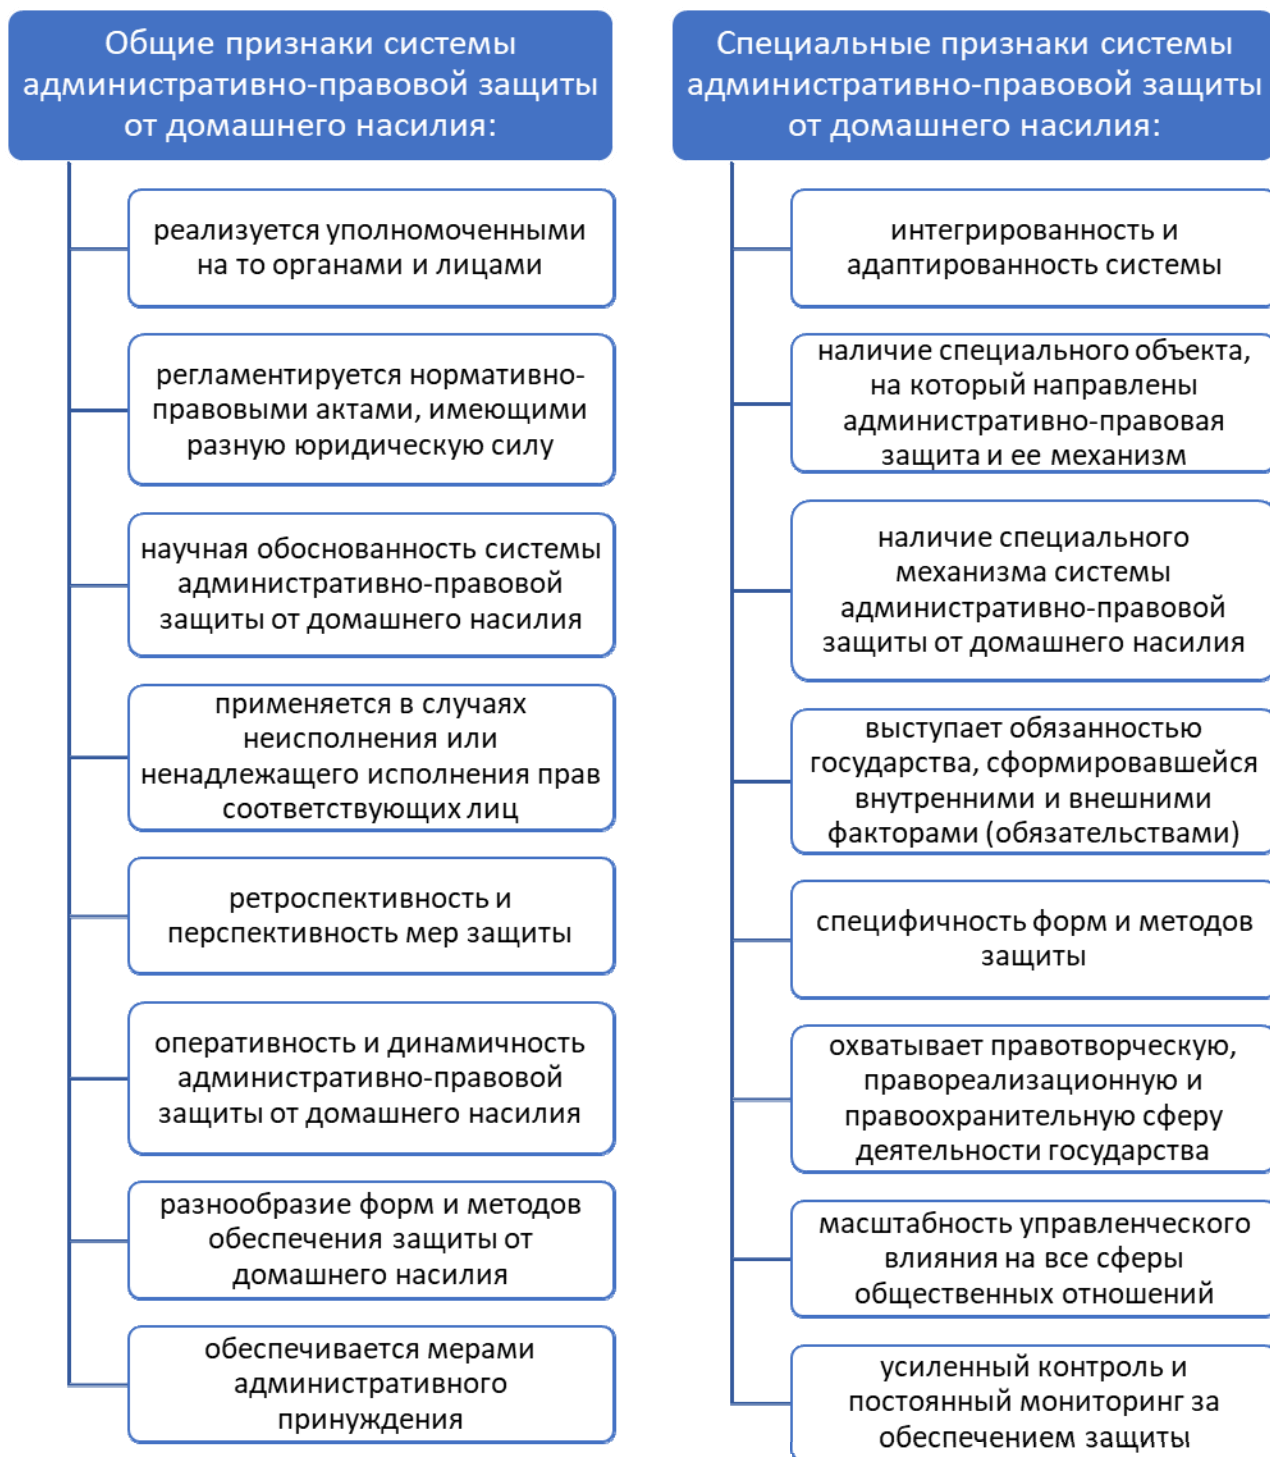 Общие признаки системы
административно-правовой защиты
от домашнего насилия:
реализуется уполномоченными
на то органами и лицами
регламентируется нормативно-
правовыми актами, имеющими
разную юридическую силу
научная обоснованность системы
административно-правовой
защиты от домашнего насилия
применяется в случаях
неисполнения или
ненадлежащего исполнения прав
соответствующих лиц
ретроспективность и
перспективность мер защиты
оперативность и динамичность
административно-правовой
защиты от домашнего насилия
разнообразие форм и методов
обеспечения защиты от
домашнего насилия
обеспечивается мерами
административного
принуждения
Специальные признаки системы
административно-правовой защиты
от домашнего насилия:
интегрированность и
адаптированность системы
наличие специального объекта,
на который направлены
административно-правовая
защита и ее механизм
наличие специального
механизма системы
административно-правовой
защиты от домашнего насилия
выступает обязанностью
государства, сформировавшейся
внутренними и внешними
факторами (обязательствами)
специфичность форм и методов
защиты
охватывает правотворческую,
правореализационную и
правоохранительную сферу
деятельности государства
масштабность управленческого
влияния на все сферы
общественных отношений
усиленный контроль и
постоянный мониторинг за
обеспечением защиты